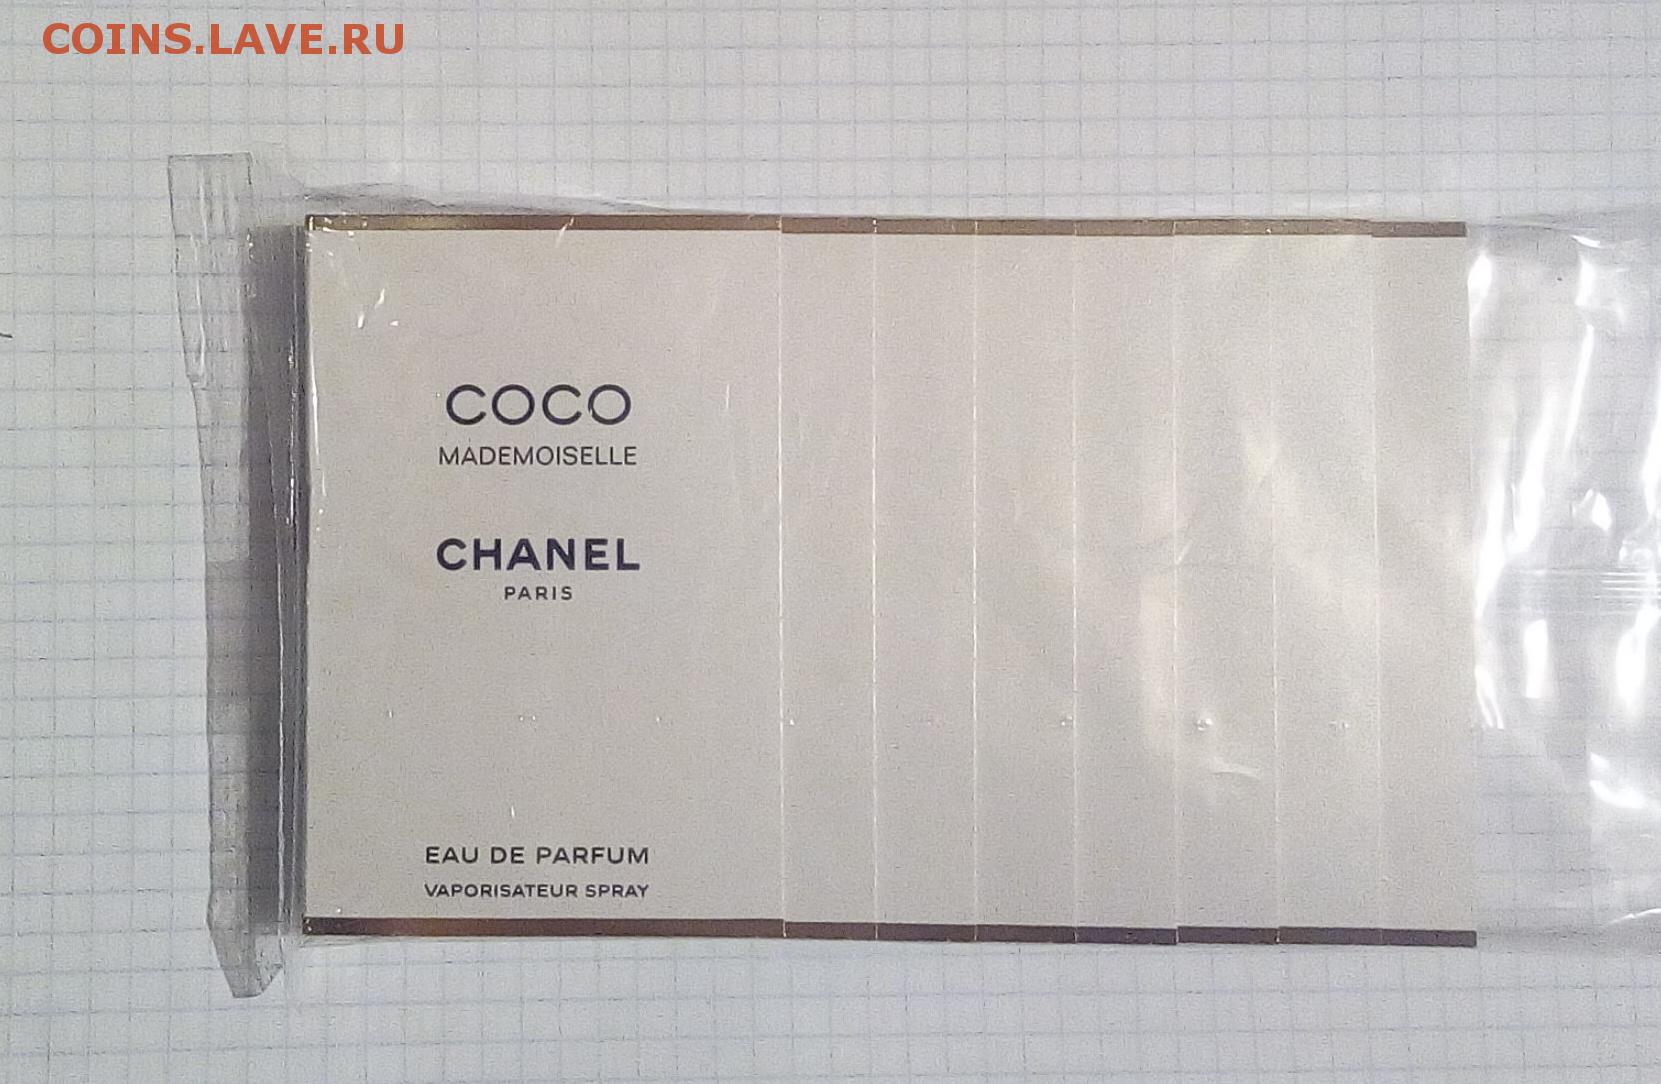 COINS.LAVE.RU
COCO
MADEMOISELLE
CHANEL
PARIS
EAU DE PARFUM
VAPORISATEUR SPRAY